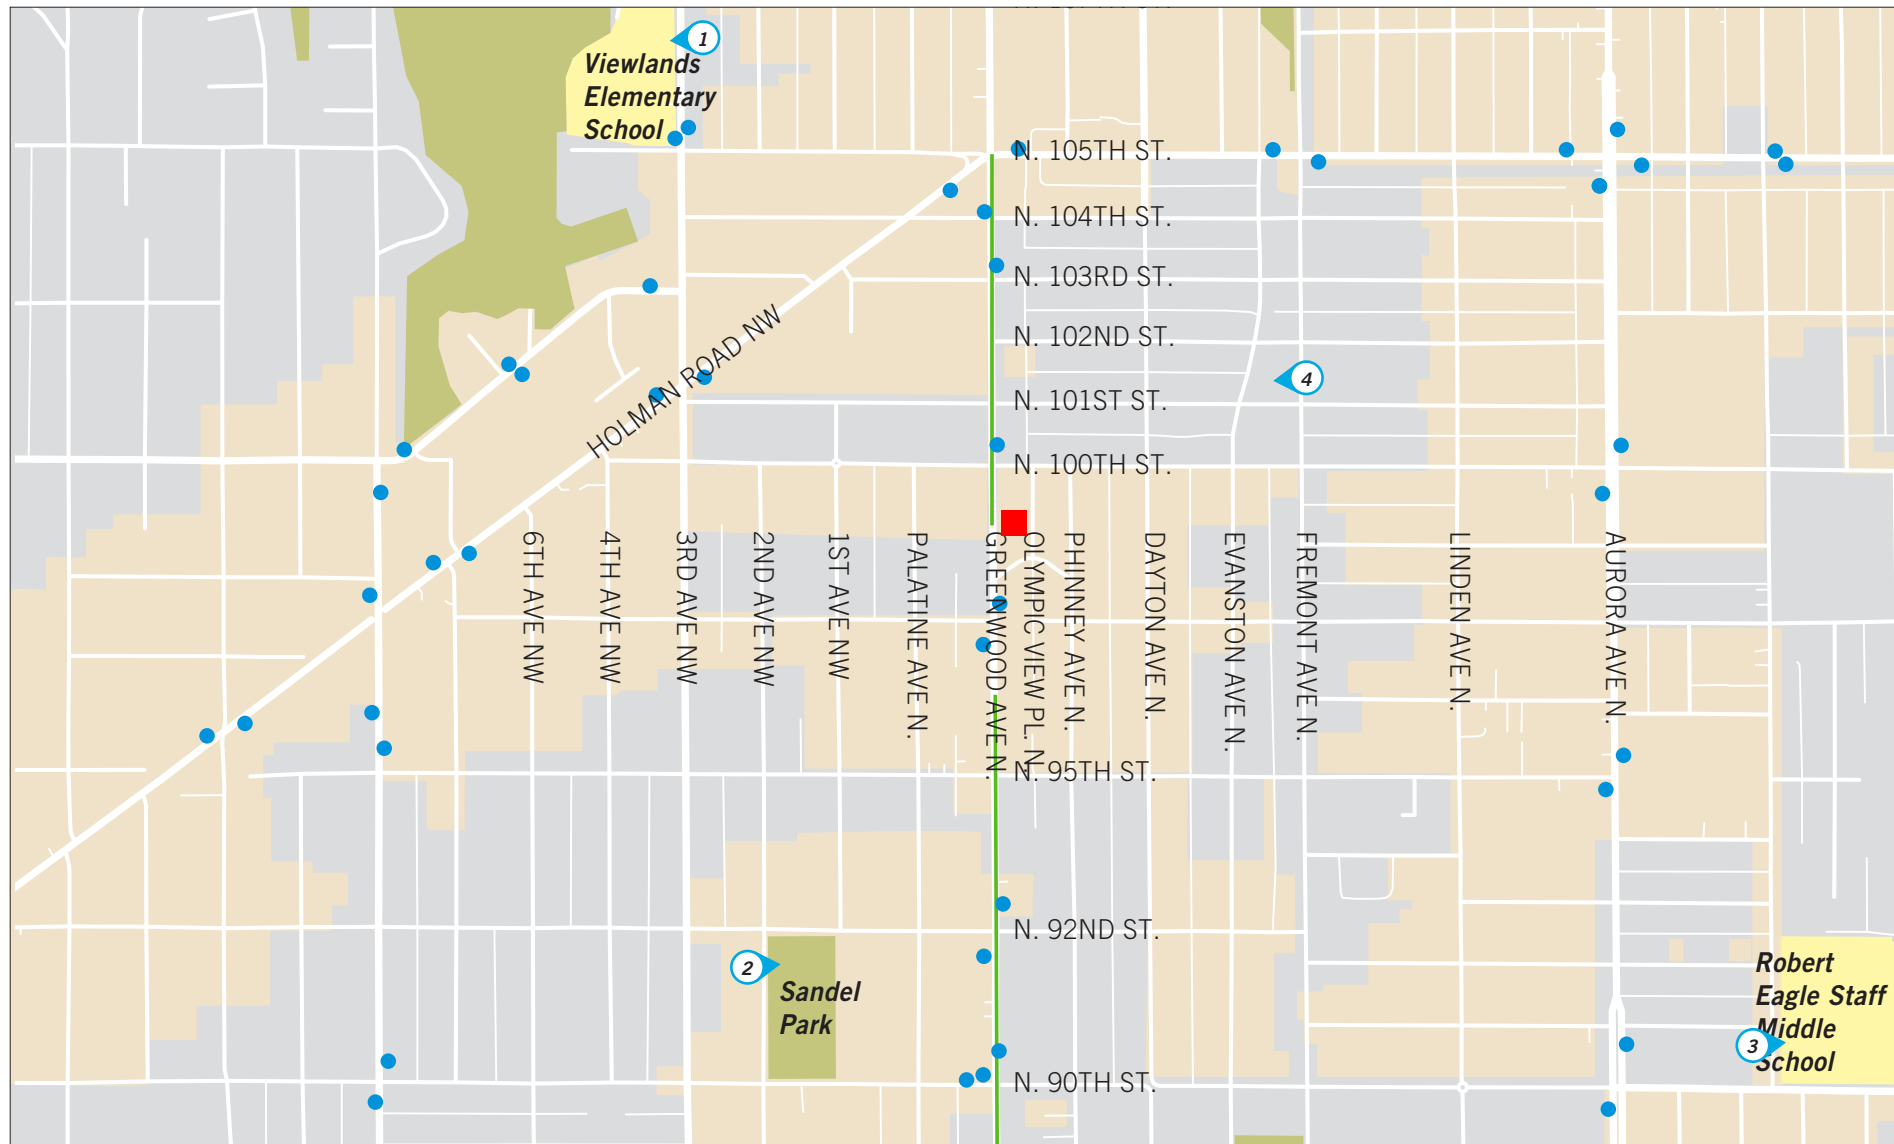 1
Viewlands
Elementary
School
N. 105TH ST.
N. 104TH ST.
N. 103RD ST.
N. 102ND ST.
HOLMAN ROAD NW
4
N. 101ST ST.
N. 100TH ST.
6TH AVE NW
4TH AVE NW
3RD AVE NW
2ND AVE NW
1ST AVE NW
PALATINE AVE N.
GREENWOOD AVE N.
OLYMPIC VIEW PL. N.
PHINNEY AVE N.
DAYTON AVE N.
EVANSTON AVE N.
FREMONT AVE N.
LINDEN AVE N.
AURORA AVE N.
N. 95TH ST.
N. 92ND ST.
2
Sandel
Park
Robert
Eagle Staff
Middle
School
3
N. 90TH ST.